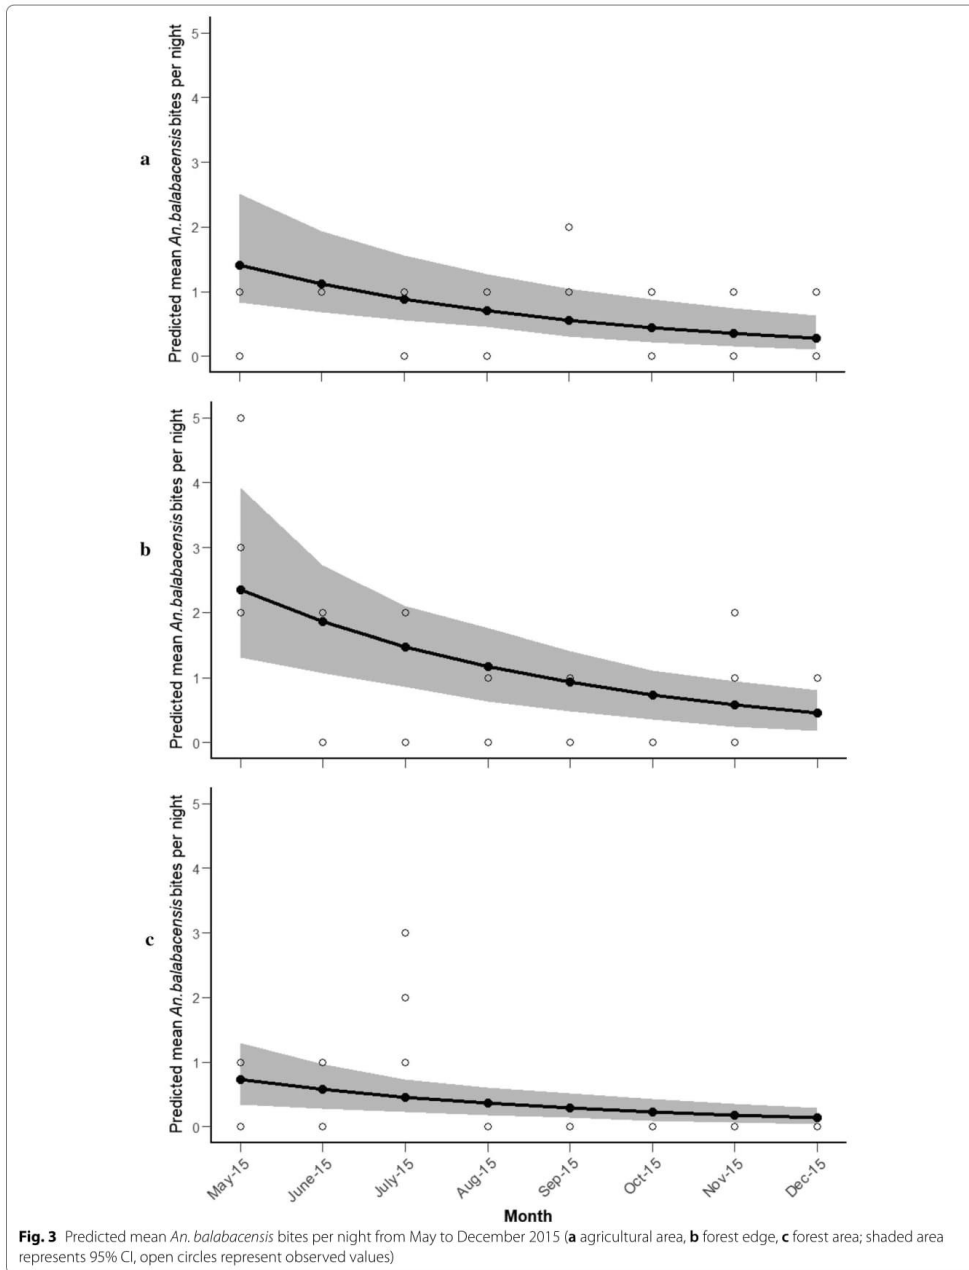 a
Predicted mean An. balabacensis bites per night
5
4
3
2
1
0
b
Predicted mean An. balabacensis bites per night
5
4
3
2
1
0
c
Predicted mean An. balabacensis bites per night
5
4
3
2
1
0
May-15
June-15
July-15
Aug-15
Sep-15
Oct-15
Nov-15
Dec-15
Month
Fig. 3 Predicted mean An. balabacensis bites per night from May to December 2015 (a agricultural area, b forest edge, c forest area; shaded area
represents 95% CI, open circles represent observed values)